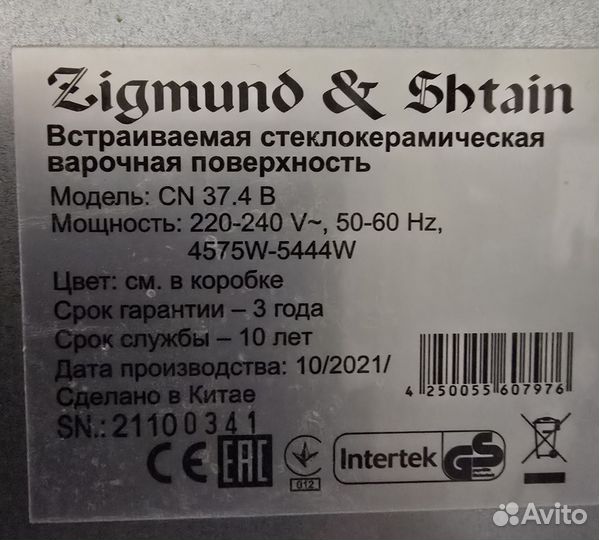 Zigmund & Shtain
Встраиваемая стеклокерамическая
варочная поверхность
Модель: CN 37.4 B
Мощность: 220-240 V~, 50-60 Hz,
4575W-5444W
Цвет: см. в коробке
Срок гарантии – 3 года
Срок службы – 10 лет
Дата производства: 10/2021/
Сделано в Китае
SN.: 21100341
4 250055 607976
CE EAC 012 Intertek GS
Avito